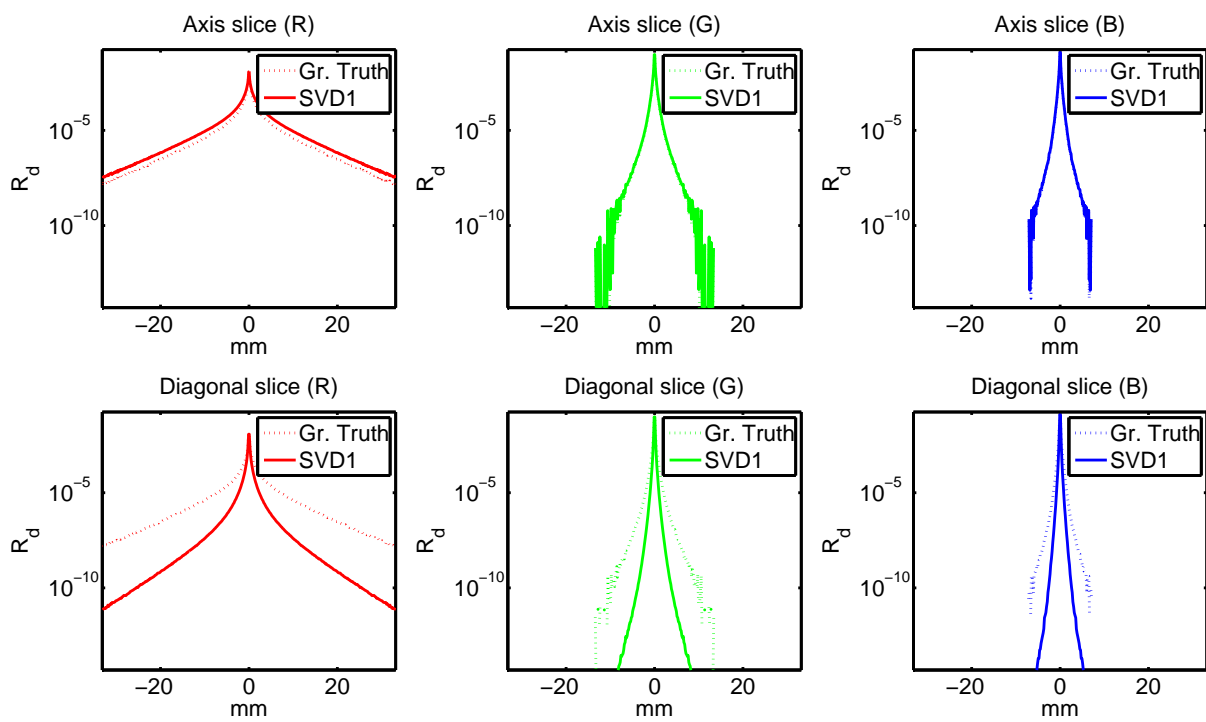 Axis slice (R)
Gr. Truth
SVD1
R_d
10^−5
10^−10
−20
0
20
mm
Axis slice (G)
Gr. Truth
SVD1
R_d
10^−5
10^−10
−20
0
20
mm
Axis slice (B)
Gr. Truth
SVD1
R_d
10^−5
10^−10
−20
0
20
mm
Diagonal slice (R)
Gr. Truth
SVD1
R_d
10^−5
10^−10
−20
0
20
mm
Diagonal slice (G)
Gr. Truth
SVD1
R_d
10^−5
10^−10
−20
0
20
mm
Diagonal slice (B)
Gr. Truth
SVD1
R_d
10^−5
10^−10
−20
0
20
mm